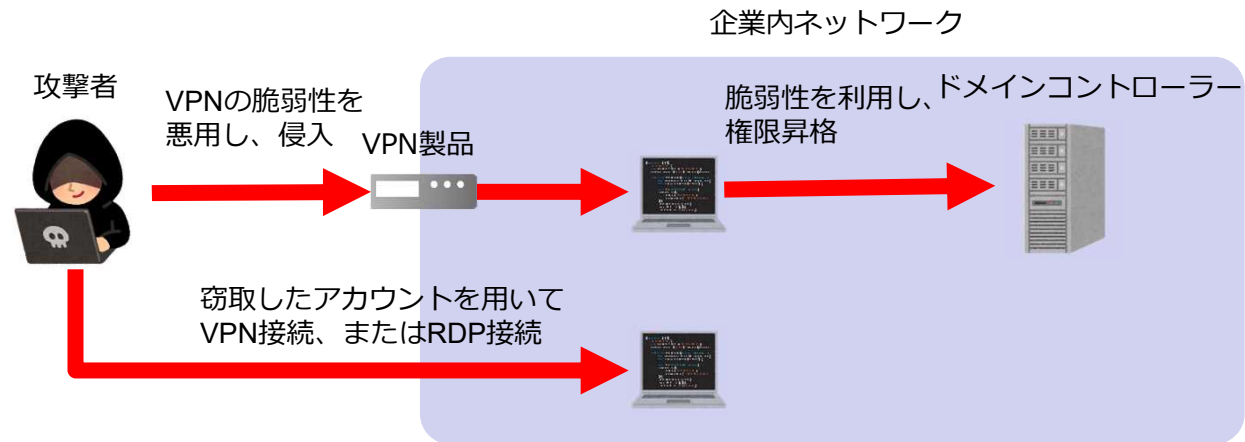 企業内ネットワーク
攻撃者
VPNの脆弱性を
悪用し、侵入
VPN製品
脆弱性を利用し、
権限昇格
ドメインコントローラー
窃取したアカウントを用いて
VPN接続、またはRDP接続